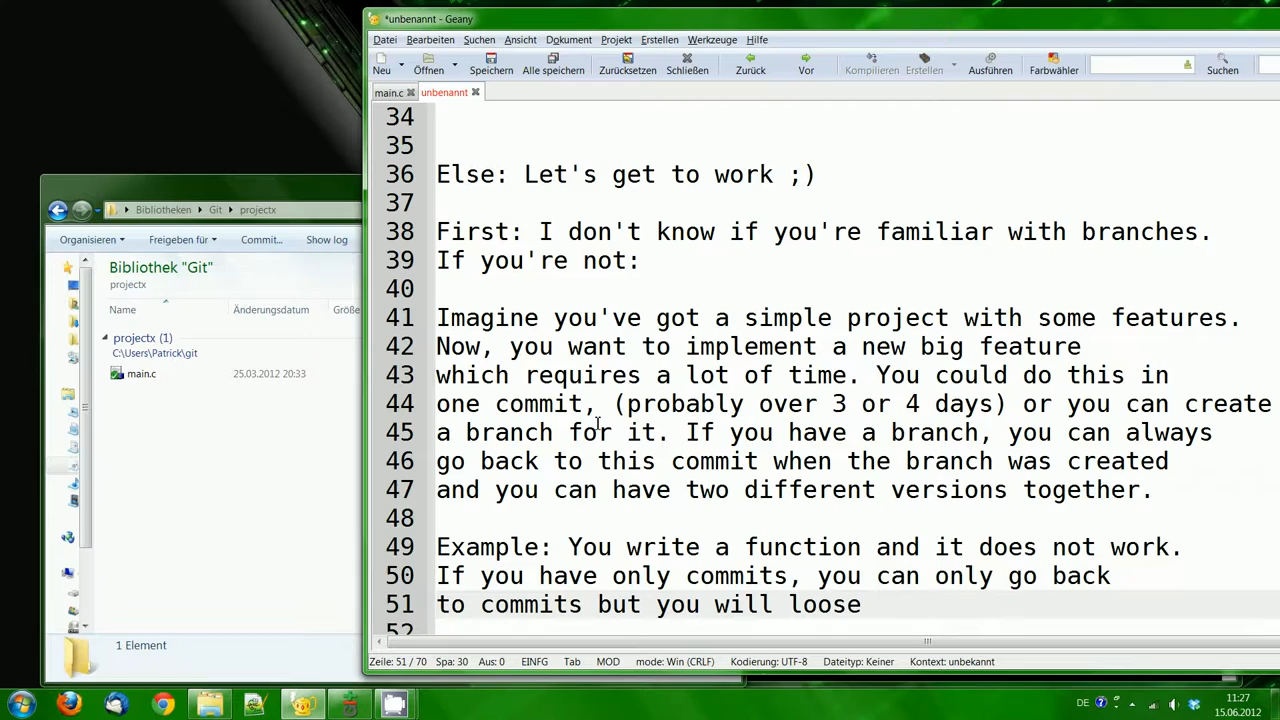 *unbenannt - Geany
Datei Bearbeiten Suchen Ansicht Dokument Projekt Erstellen Werkzeuge Hilfe
Neu Öffnen Speichern Alle speichern Zurücksetzen Schließen Zurück Vor Kompilieren Erstellen Ausführen Farbwähler Suchen
main.c unbenannt
34
35
36 Else: Let's get to work ;)
37
38 First: I don't know if you're familiar with branches.
39 If you're not:
40
41 Imagine you've got a simple project with some features.
42 Now, you want to implement a new big feature
43 which requires a lot of time. You could do this in
44 one commit, (probably over 3 or 4 days) or you can create
45 a branch for it. If you have a branch, you can always
46 go back to this commit when the branch was created
47 and you can have two different versions together.
48
49 Example: You write a function and it does not work.
50 If you have only commits, you can only go back
51 to commits but you will loose
52
Zeile: 51 / 70 Spa: 30 Aus: 0 EINFG Tab MOD mode: Win (CRLF) Kodierung: UTF-8 Dateityp: Keiner Kontext: unbekannt
Bibliotheken Git projectx
Organisieren Freigeben für Commit... Show log
Bibliothek "Git"
projectx
Name Änderungsdatum Größe
projectx (1)
C:\Users\Patrick\git
main.c 25.03.2012 20:33
1 Element
DE 11:27
15.06.2012